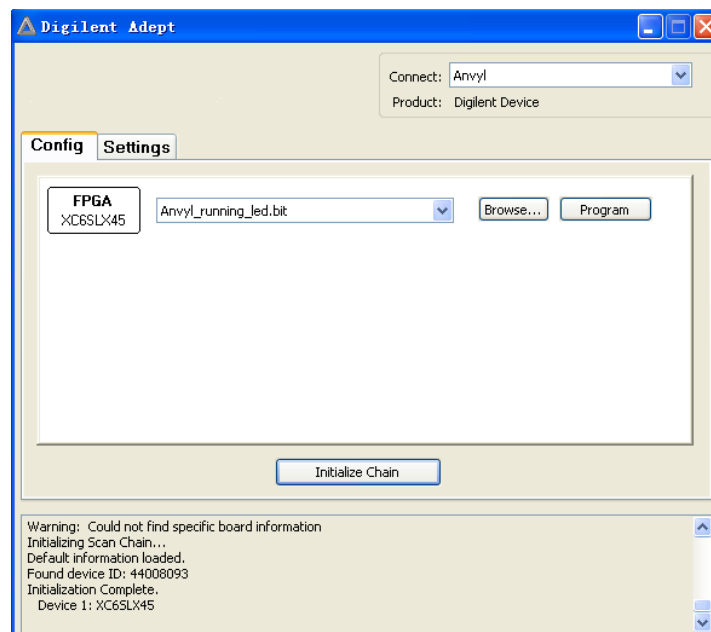 Digilent Adept
Connect: Anvyl
Product: Digilent Device
Config Settings
FPGA
XC6SLX45
Anvyl_running_led.bit
Browse... Program
Initialize Chain
Warning: Could not find specific board information
Initializing Scan Chain...
Default information loaded.
Found device ID: 44008093
Initialization Complete.
Device 1: XC6SLX45